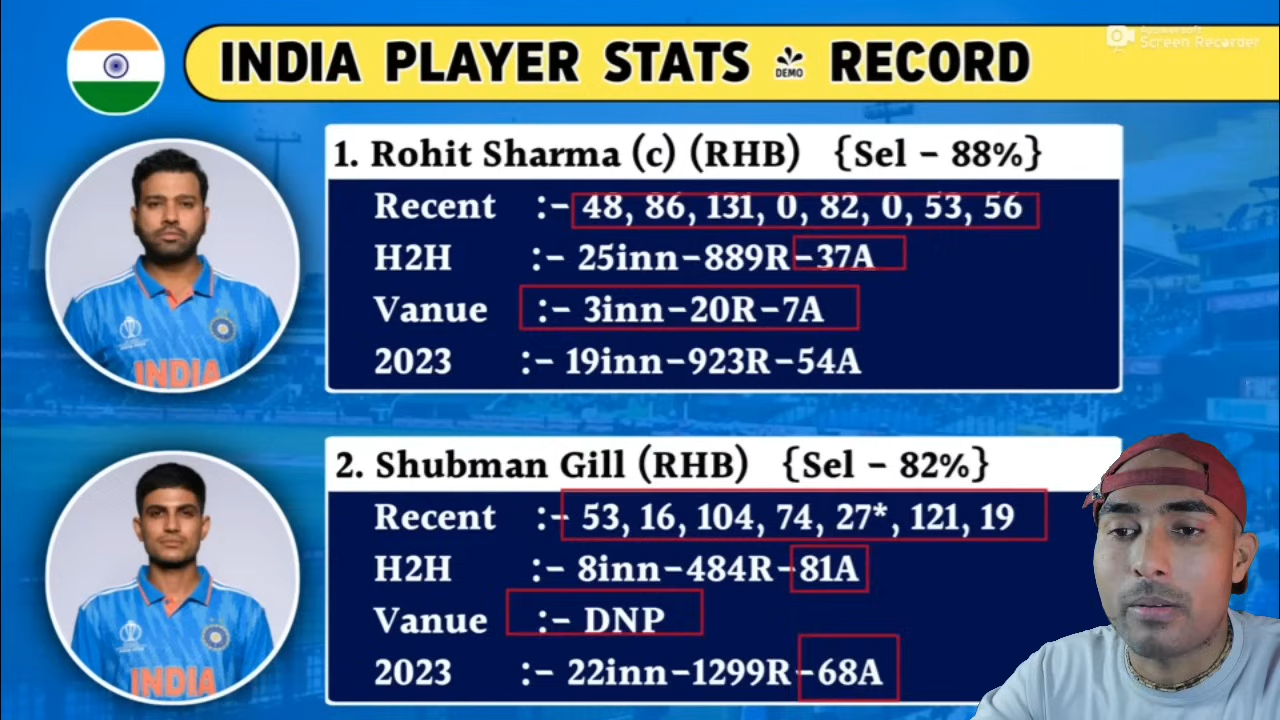 INDIA PLAYER STATS DEMO RECORD
Screen Recorder
1. Rohit Sharma (c) (RHB) {Sel - 88%}
Recent :- 48, 86, 131, 0, 82, 0, 53, 56
H2H :- 25inn-889R-37A
Vanue :- 3inn-20R-7A
2023 :- 19inn-923R-54A
INDIA
2. Shubman Gill (RHB) {Sel - 82%}
Recent :- 53, 16, 104, 74, 27*, 121, 19
H2H :- 8inn-484R-81A
Vanue :- DNP
2023 :- 22inn-1299R-68A
INDIA